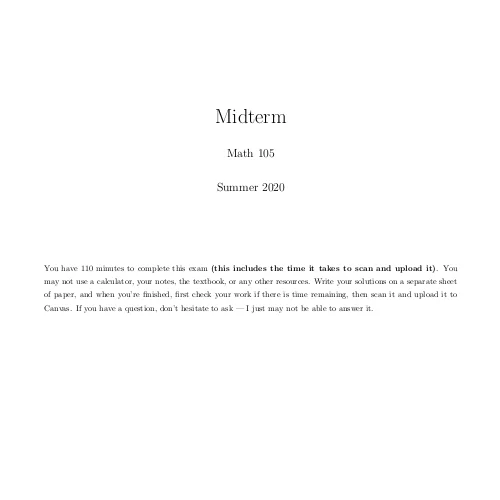 Midterm
Math 105
Summer 2020
You have 110 minutes to complete this exam (this includes the time it takes to scan and upload it). You
may not use a calculator, your notes, the textbook, or any other resources. Write your solutions on a separate sheet
of paper, and when you're finished, first check your work if there is time remaining, then scan it and upload it to
Canvas. If you have a question, don't hesitate to ask — I just may not be able to answer it.